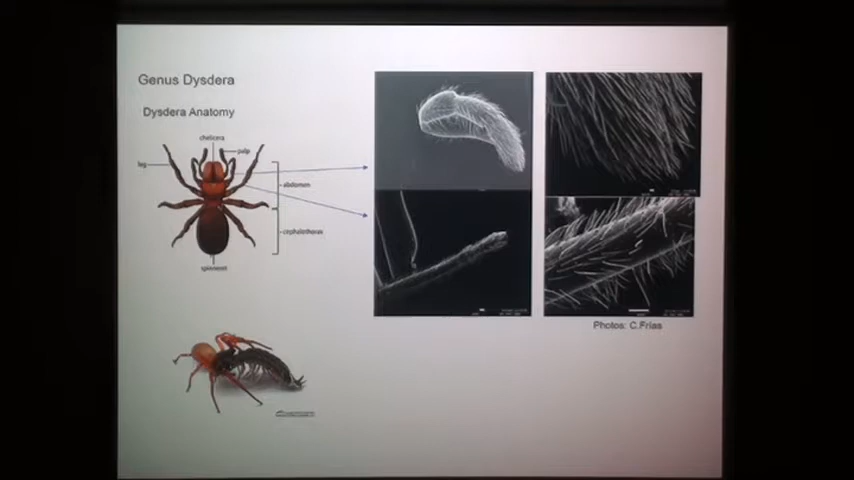 Genus Dysdera
Dysdera Anatomy
chelicera
palp
leg
abdomen
cephalothorax
spinneret
Photos: C.Frías